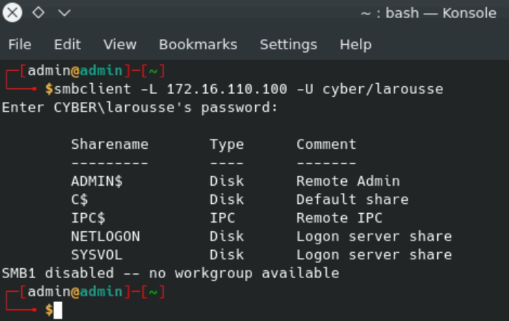 ~ : bash — Konsole
File Edit View Bookmarks Settings Help
┌─[admin@admin]─[~]
└──╼ $smbclient -L 172.16.110.100 -U cyber/larousse
Enter CYBER\larousse's password:
Sharename Type Comment
--------- ---- -------
ADMIN$ Disk Remote Admin
C$ Disk Default share
IPC$ IPC Remote IPC
NETLOGON Disk Logon server share
SYSVOL Disk Logon server share
SMB1 disabled -- no workgroup available
┌─[admin@admin]─[~]
└──╼ $